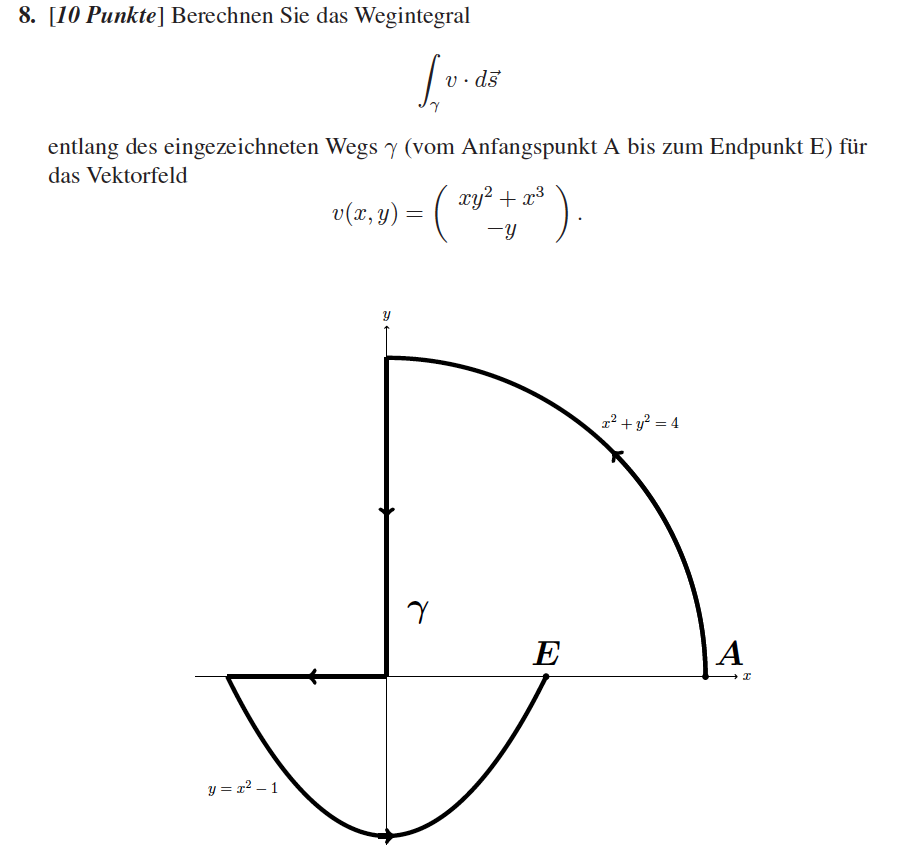 8. [10 Punkte] Berechnen Sie das Wegintegral
∫_γ v · ds⃗
entlang des eingezeichneten Wegs γ (vom Anfangspunkt A bis zum Endpunkt E) für
das Vektorfeld
v(x, y) = ( xy² + x³
−y ) .
y
x² + y² = 4
γ
E
A
x
y = x² − 1